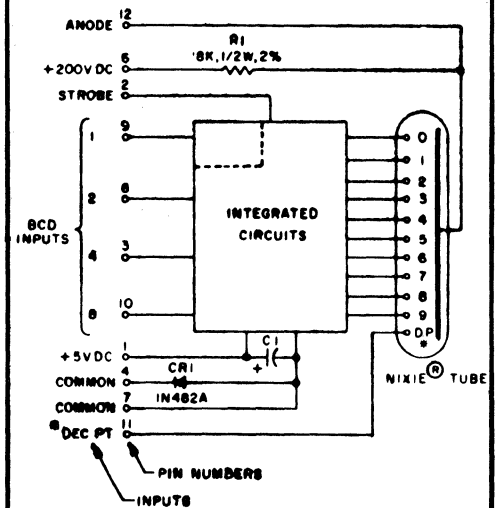 ANODE 12
R1
18K, 1/2W, 2%
+200VDC 6
STROBE 2
1 9
2 8
BCD INPUTS
4 3
8 10
INTEGRATED CIRCUITS
0
1
2
3
4
5
6
7
8
9
DP
*
NIXIE® TUBE
+5VDC 1
C1
+
COMMON 4
CR1
1N482A
COMMON 7
*DEC PT 11
PIN NUMBERS
INPUTS